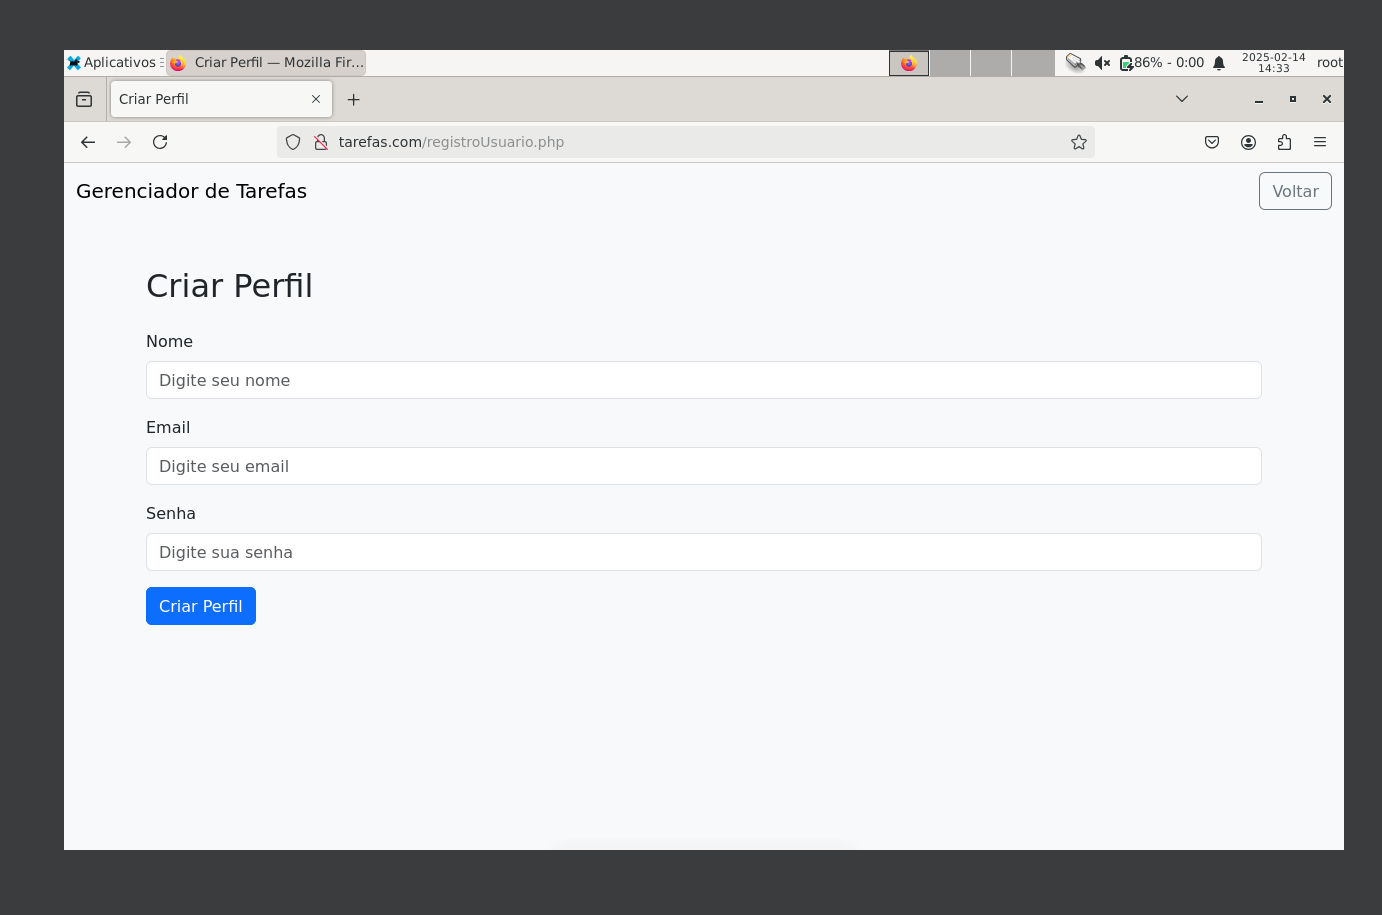 Aplicativos
Criar Perfil — Mozilla Fir...
86% - 0:00
2025-02-14
14:33
root
Criar Perfil
tarefas.com/registroUsuario.php
Gerenciador de Tarefas
Voltar
Criar Perfil
Nome
Digite seu nome
Email
Digite seu email
Senha
Digite sua senha
Criar Perfil